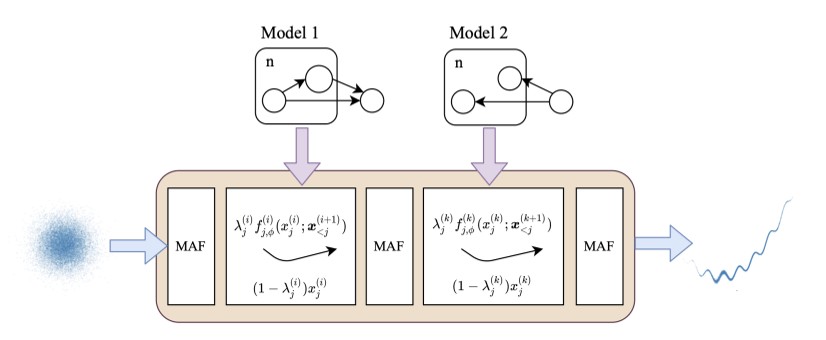 Model 1
Model 2
n
n
MAF
λ_j^{(i)} f_{j,ϕ}^{(i)}(x_j^{(i)}; x_{<j}^{(i+1)})
(1 − λ_j^{(i)})x_j^{(i)}
MAF
λ_j^{(k)} f_{j,ϕ}^{(k)}(x_j^{(k)}; x_{<j}^{(k+1)})
(1 − λ_j^{(k)})x_j^{(k)}
MAF